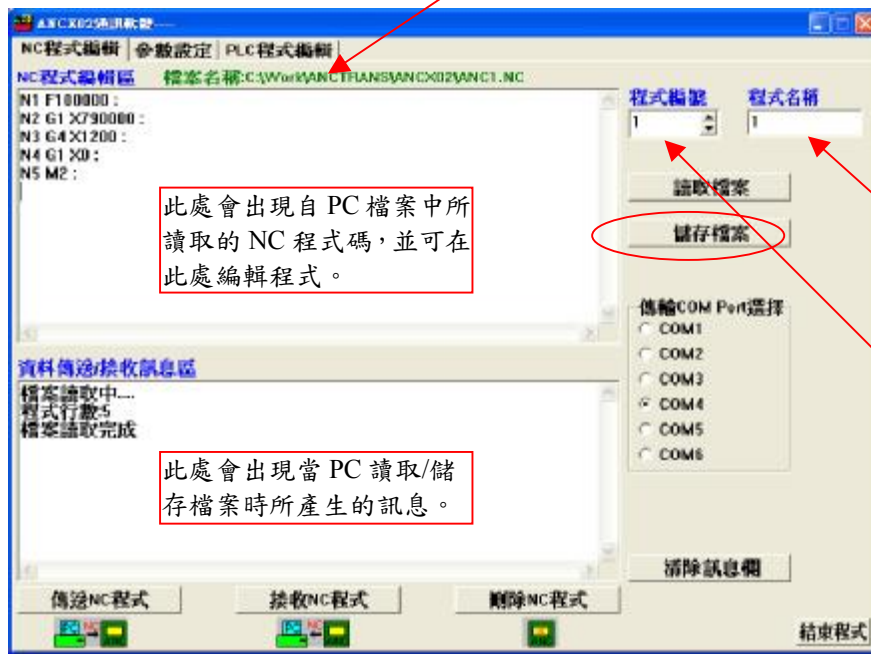 ANCX02通訊軟體----
NC程式編輯 參數設定 PLC程式編輯
NC程式編輯區 檔案名稱:C:\Work\ANCTRANS\ANCX02\ANC1.NC
程式編號 程式名稱
N1 F100000 :
N2 G1 X790000 :
N3 G4 X1200 :
N4 G1 X0 :
N5 M2 :
1 1
讀取檔案
儲存檔案
此處會出現自 PC 檔案中所
讀取的 NC 程式碼，並可在
此處編輯程式。
傳輸COM Port選擇
COM1
COM2
COM3
COM4
COM5
COM6
資料傳送/接收訊息區
檔案讀取中....
程式行數:5
檔案讀取完成
此處會出現當 PC 讀取/儲
存檔案時所產生的訊息。
清除訊息欄
傳送NC程式 接收NC程式 刪除NC程式
結束程式